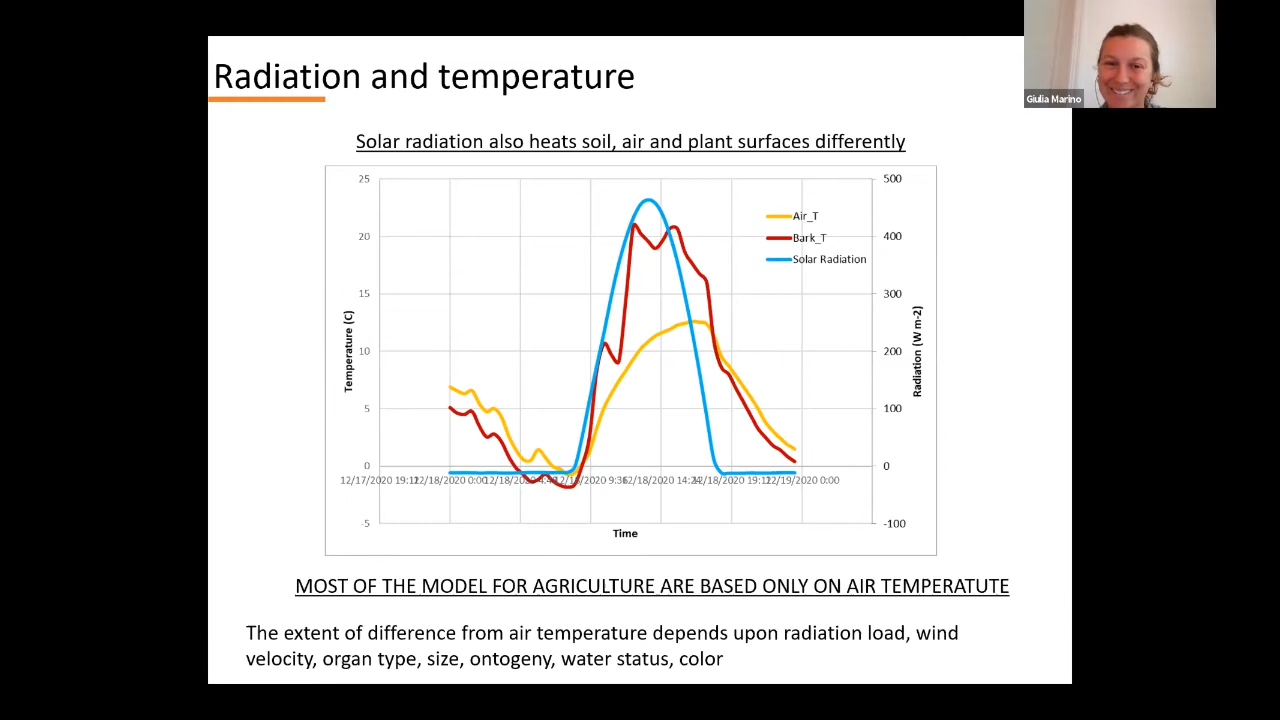 Radiation and temperature
Giulia Marino
Solar radiation also heats soil, air and plant surfaces differently
25
20
15
10
5
0
-5
Temperature (C)
500
400
300
200
100
0
-100
Radiation (W m-2)
Air_T
Bark_T
Solar Radiation
12/17/2020 19:12
12/18/2020 0:00
12/18/2020 4:48
12/18/2020 9:36
12/18/2020 14:24
12/18/2020 19:12
12/19/2020 0:00
Time
MOST OF THE MODEL FOR AGRICULTURE ARE BASED ONLY ON AIR TEMPERATUTE
The extent of difference from air temperature depends upon radiation load, wind
velocity, organ type, size, ontogeny, water status, color